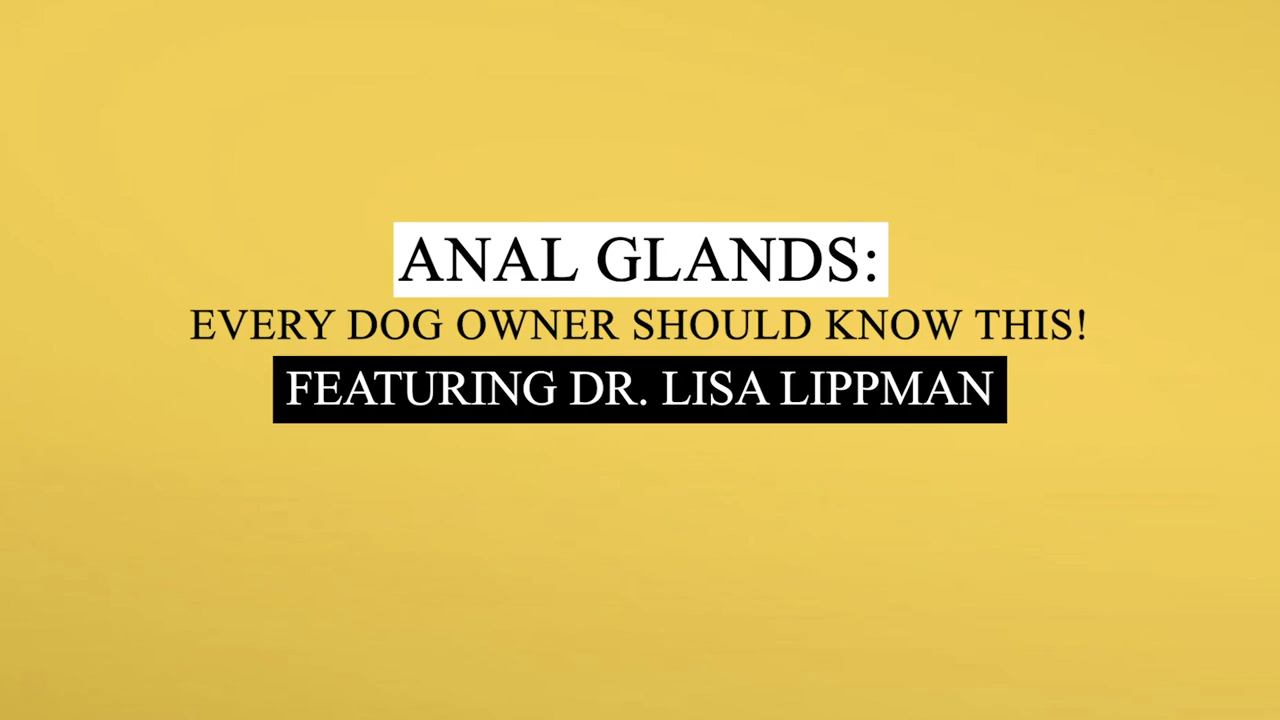 ANAL GLANDS:
EVERY DOG OWNER SHOULD KNOW THIS!
FEATURING DR. LISA LIPPMAN